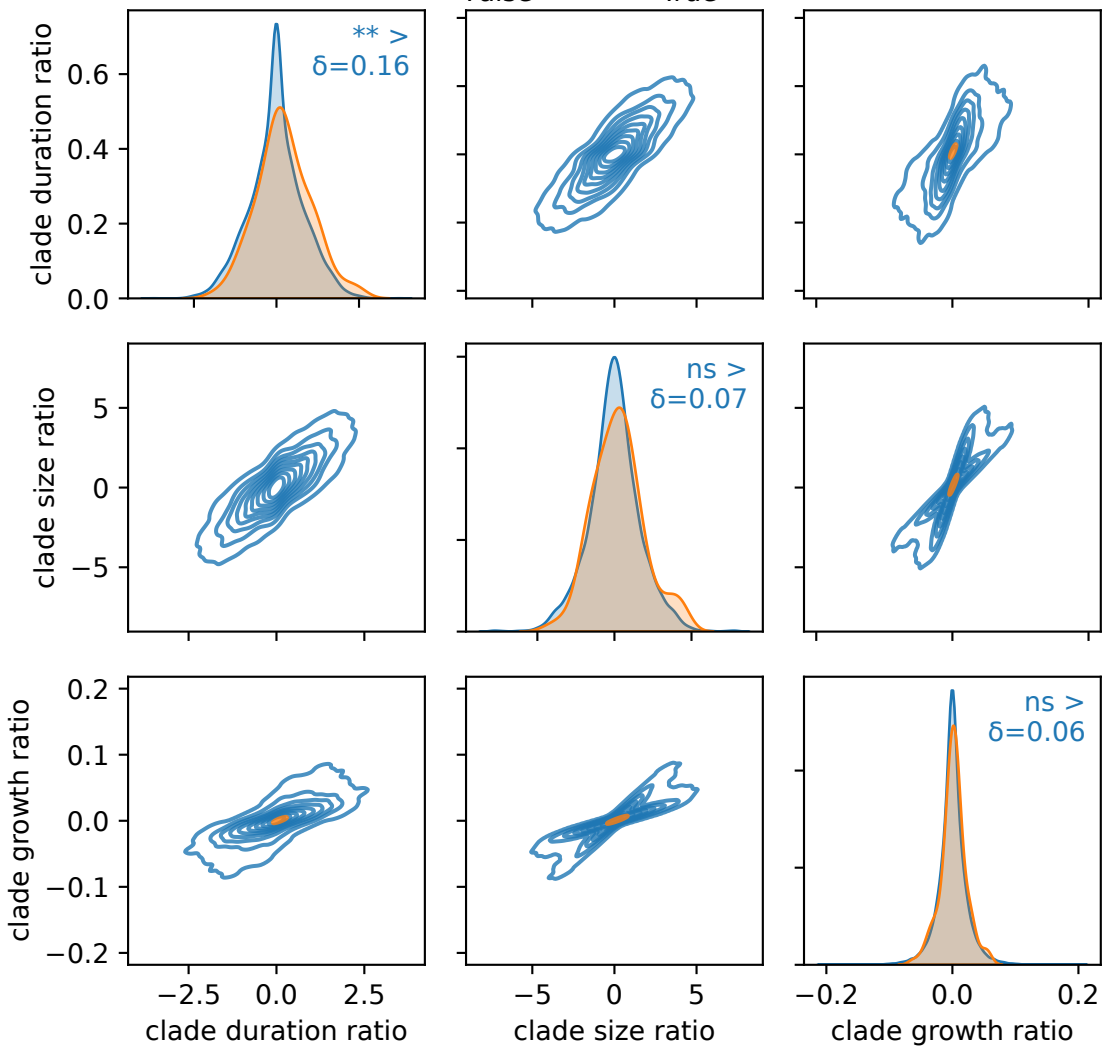 ** >
δ=0.16
clade duration ratio
0.6
0.4
0.2
0.0
ns >
δ=0.07
clade size ratio
5
0
−5
ns >
δ=0.06
clade growth ratio
0.2
0.1
0.0
−0.1
−0.2
−2.5 0.0 2.5 −5 0 5 −0.2 0.0 0.2
clade duration ratio clade size ratio clade growth ratio